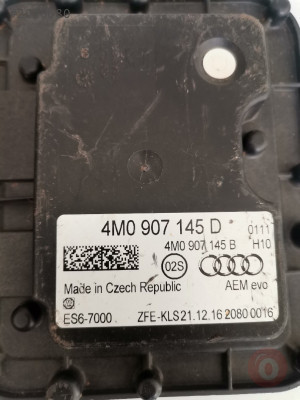 4M0 907 145 D 0111
4M0 907 145 B H10
02S
Made in Czech Republic AEM evo
ES6-7000 ZFE-KLS21.12.16 2080 0016